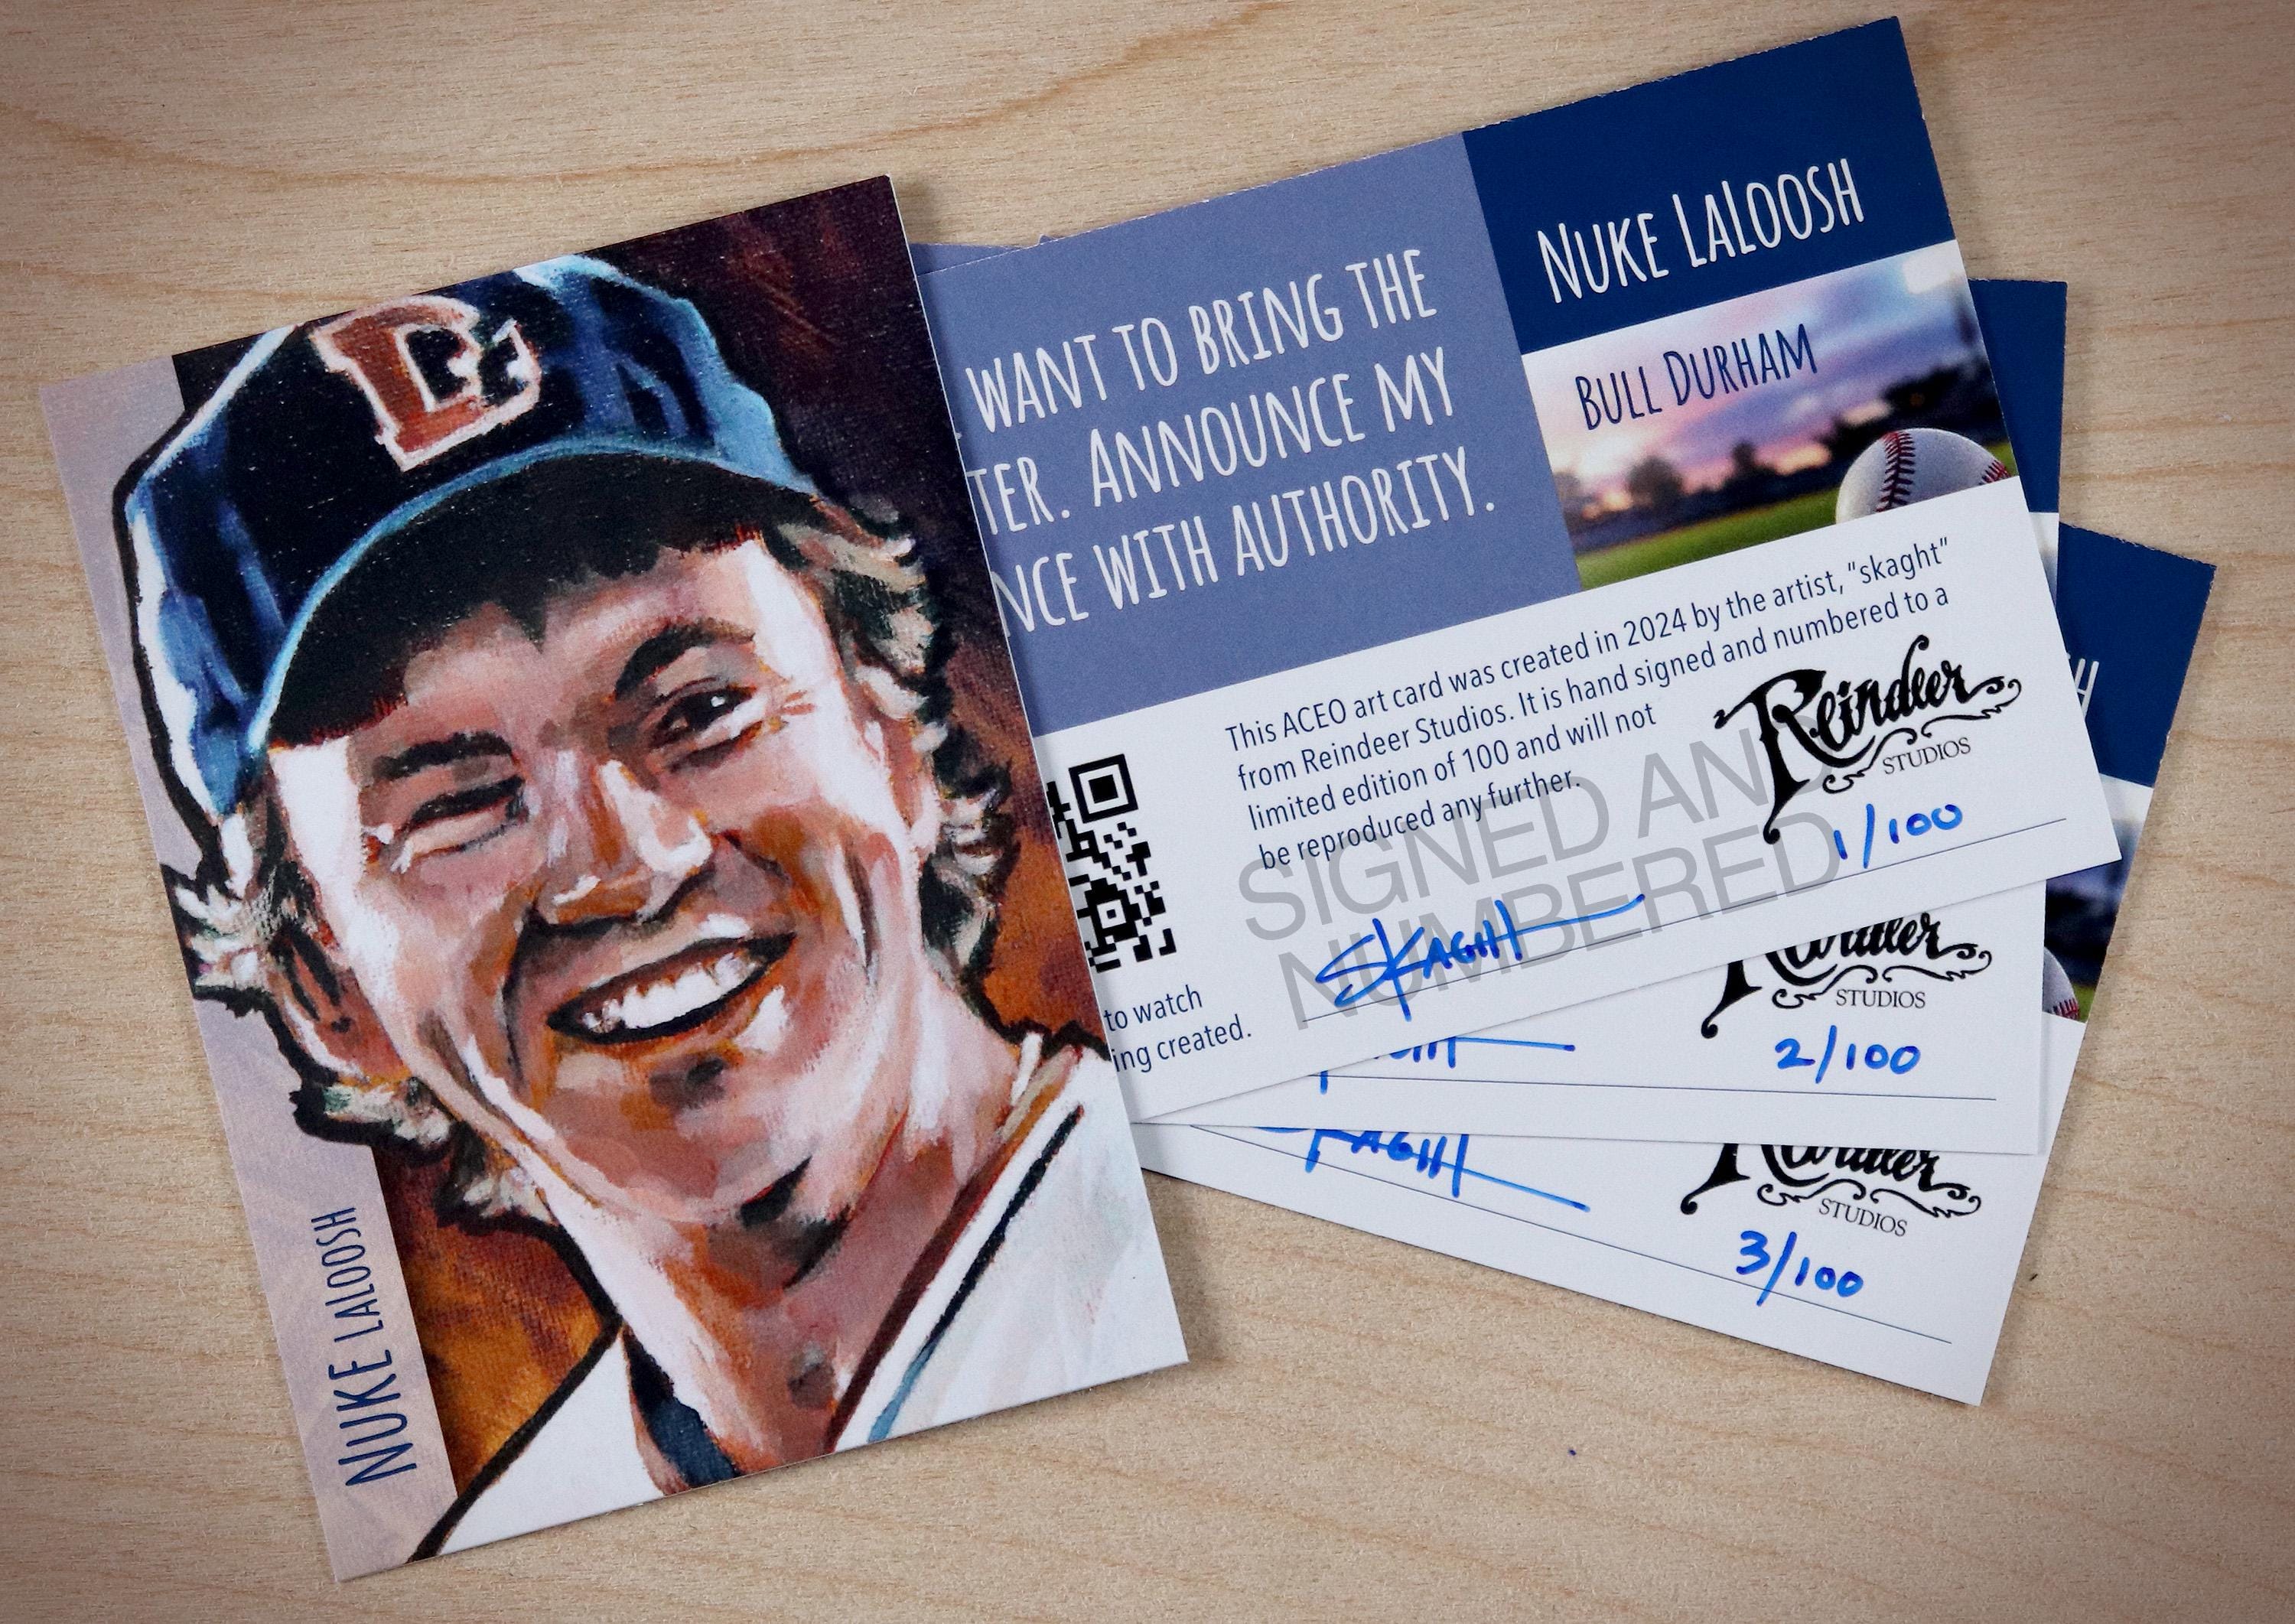 NUKE LALOOSH
WANT TO BRING THE
TER. ANNOUNCE MY
NCE WITH AUTHORITY.
NUKE LALOOSH
BULL DURHAM
This ACEO art card was created in 2024 by the artist, "skaght"
from Reindeer Studios. It is hand signed and numbered to a
limited edition of 100 and will not
be reproduced any further.
SIGNED AND
NUMBERED
Reindeer
STUDIOS
1/100
SKAGHT
to watch
ing created.
Reindeer
STUDIOS
2/100
H
SKAGHT
Reindeer
STUDIOS
3/100